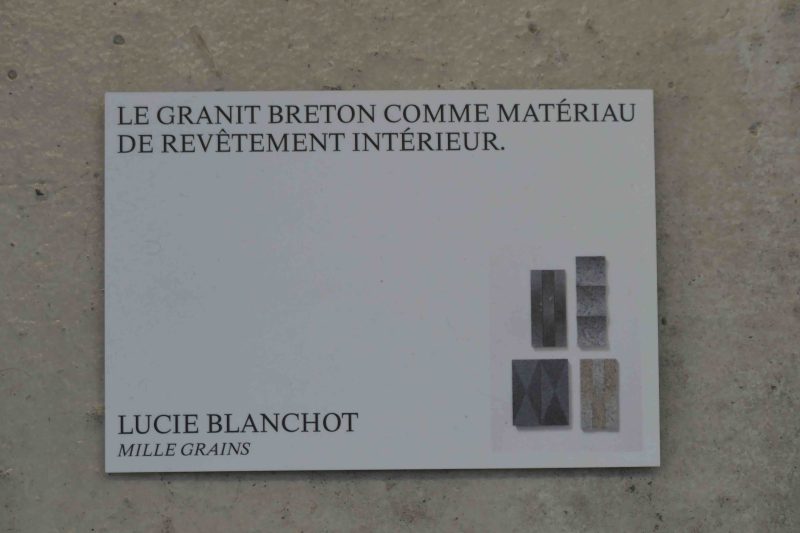 LE GRANIT BRETON COMME MATÉRIAU
DE REVÊTEMENT INTÉRIEUR.
LUCIE BLANCHOT
MILLE GRAINS